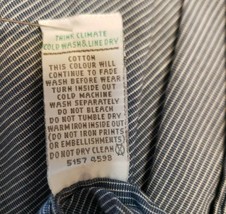 THINK CLIMATE
COLD WASH & LINE DRY
COTTON
THIS COLOUR WILL
CONTINUE TO FADE
WASH BEFORE WEAR
TURN INSIDE OUT
COLD MACHINE
WASH SEPARATELY
DO NOT BLEACH
DO NOT TUMBLE DRY
WARM IRON INSIDE OUT
(DO NOT IRON PRINTS
OR EMBELLISHMENTS)
DO NOT DRY CLEAN
5157 4598